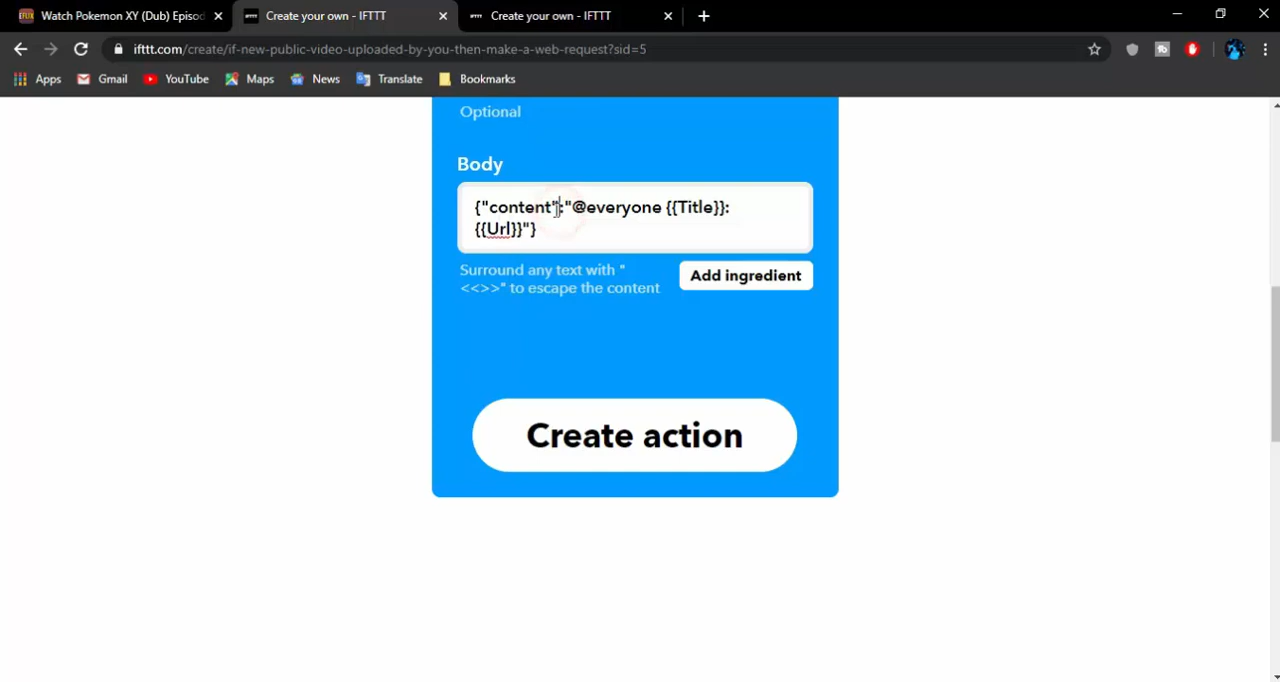 Watch Pokemon XY (Dub) Episod
Create your own - IFTTT
Create your own - IFTTT
ifttt.com/create/if-new-public-video-uploaded-by-you-then-make-a-web-request?sid=5
Apps Gmail YouTube Maps News Translate Bookmarks
Optional
Body
{"content":"@everyone {{Title}}:
{{Url}}"}
Surround any text with "
<<>>" to escape the content
Add ingredient
Create action